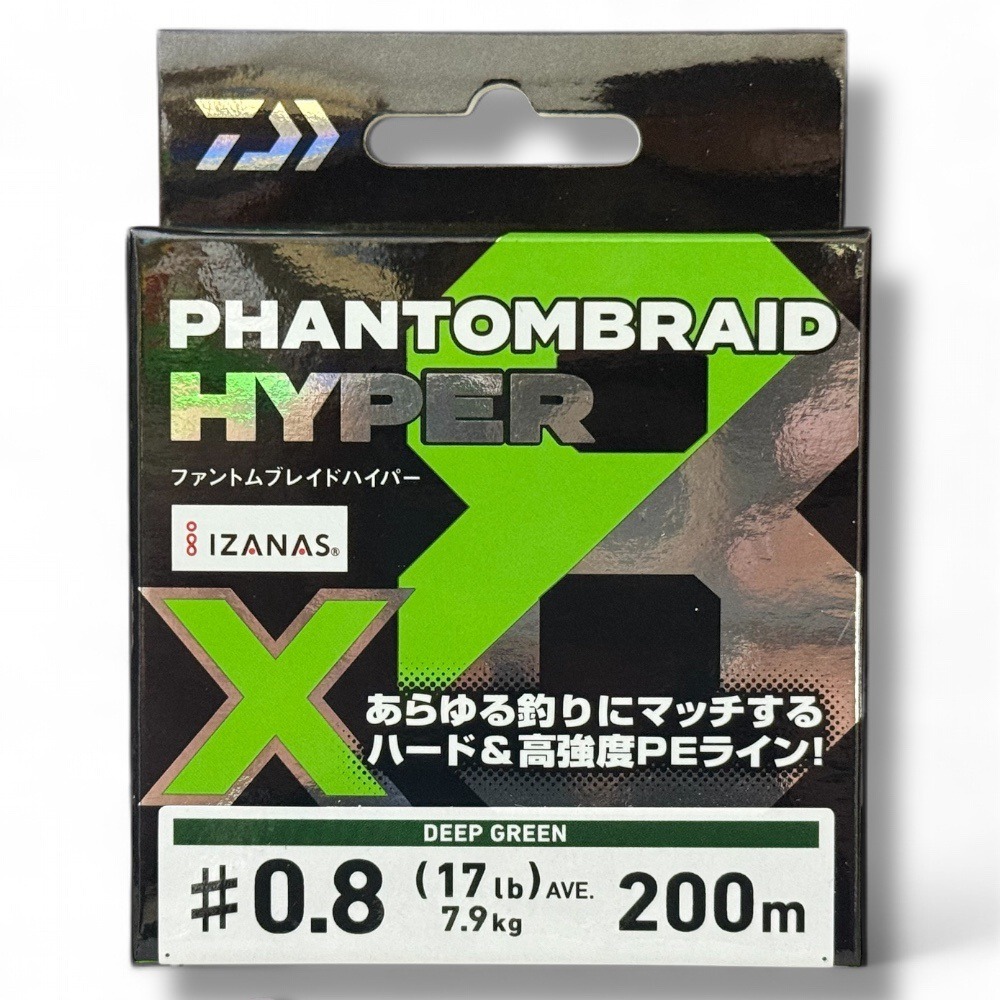 PHANTOMBRAID
HYPER
ファントムブレイドハイパー
IZANAS®
X8
あらゆる釣りにマッチする
ハード&高強度PEライン!
DEEP GREEN
#0.8 (17lb) AVE. 200m
7.9kg